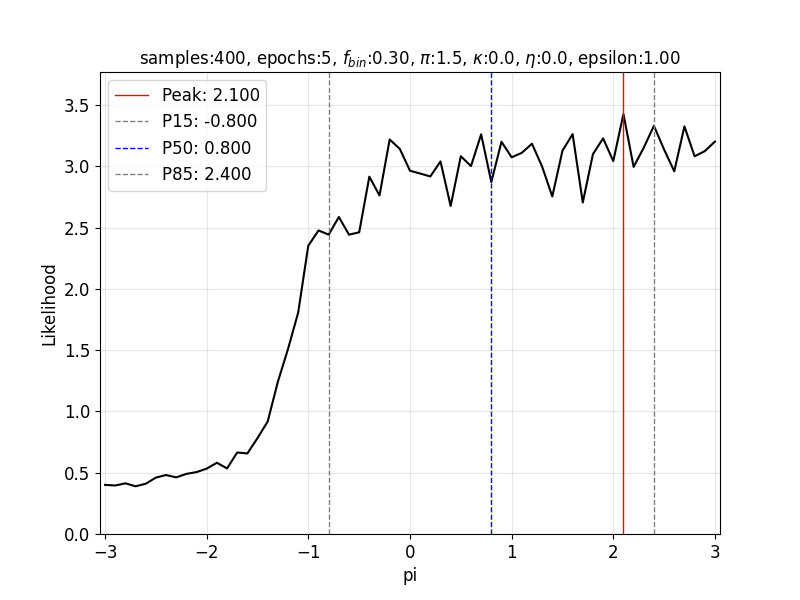 samples:400, epochs:5, f_bin:0.30, π:1.5, κ:0.0, η:0.0, epsilon:1.00
Peak: 2.100
P15: -0.800
P50: 0.800
P85: 2.400
3.5
3.0
2.5
2.0
1.5
1.0
0.5
0.0
Likelihood
−3
−2
−1
0
1
2
3
pi